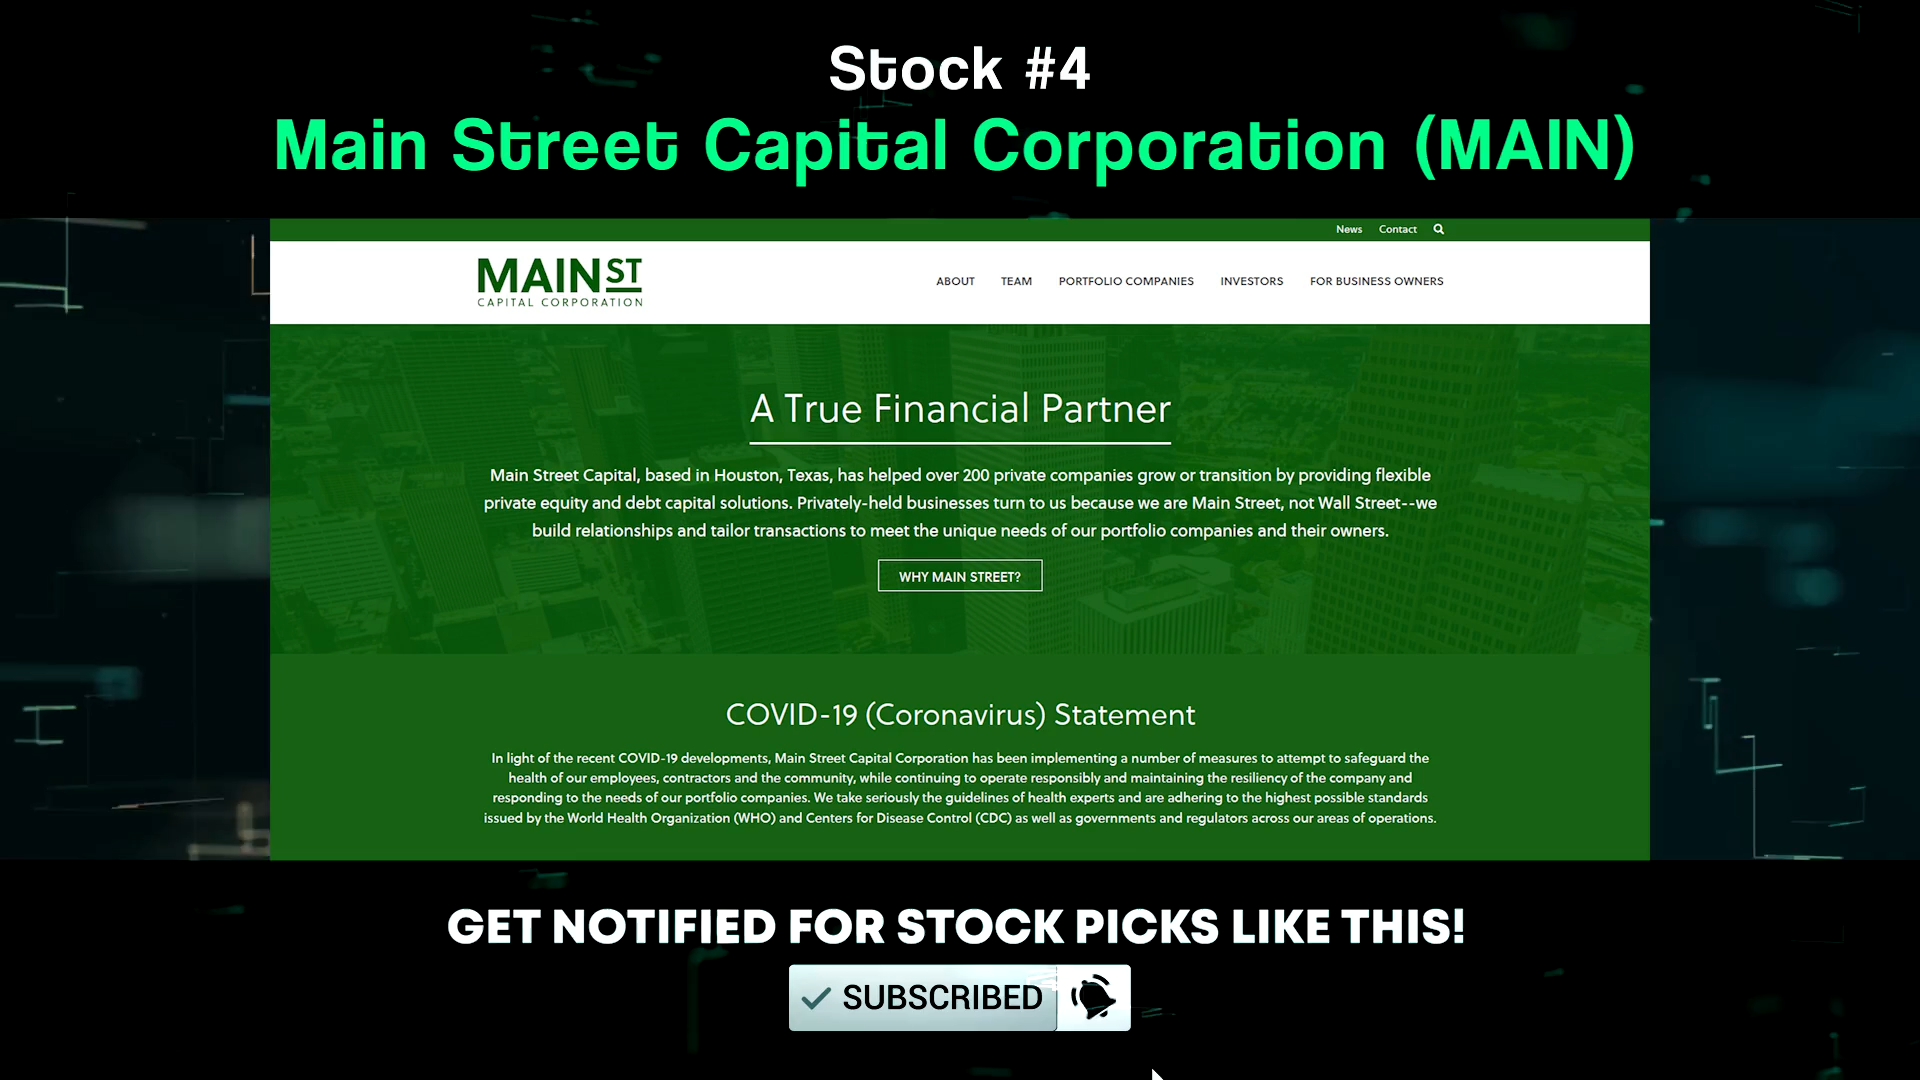 Stock #4
Main Street Capital Corporation (MAIN)
News Contact
MAIN ST
CAPITAL CORPORATION
ABOUT TEAM PORTFOLIO COMPANIES INVESTORS FOR BUSINESS OWNERS
A True Financial Partner
Main Street Capital, based in Houston, Texas, has helped over 200 private companies grow or transition by providing flexible
private equity and debt capital solutions. Privately-held businesses turn to us because we are Main Street, not Wall Street--we
build relationships and tailor transactions to meet the unique needs of our portfolio companies and their owners.
WHY MAIN STREET?
COVID-19 (Coronavirus) Statement
In light of the recent COVID-19 developments, Main Street Capital Corporation has been implementing a number of measures to attempt to safeguard the
health of our employees, contractors and the community, while continuing to operate responsibly and maintaining the resiliency of the company and
responding to the needs of our portfolio companies. We take seriously the guidelines of health experts and are adhering to the highest possible standards
issued by the World Health Organization (WHO) and Centers for Disease Control (CDC) as well as governments and regulators across our areas of operations.
GET NOTIFIED FOR STOCK PICKS LIKE THIS!
SUBSCRIBED